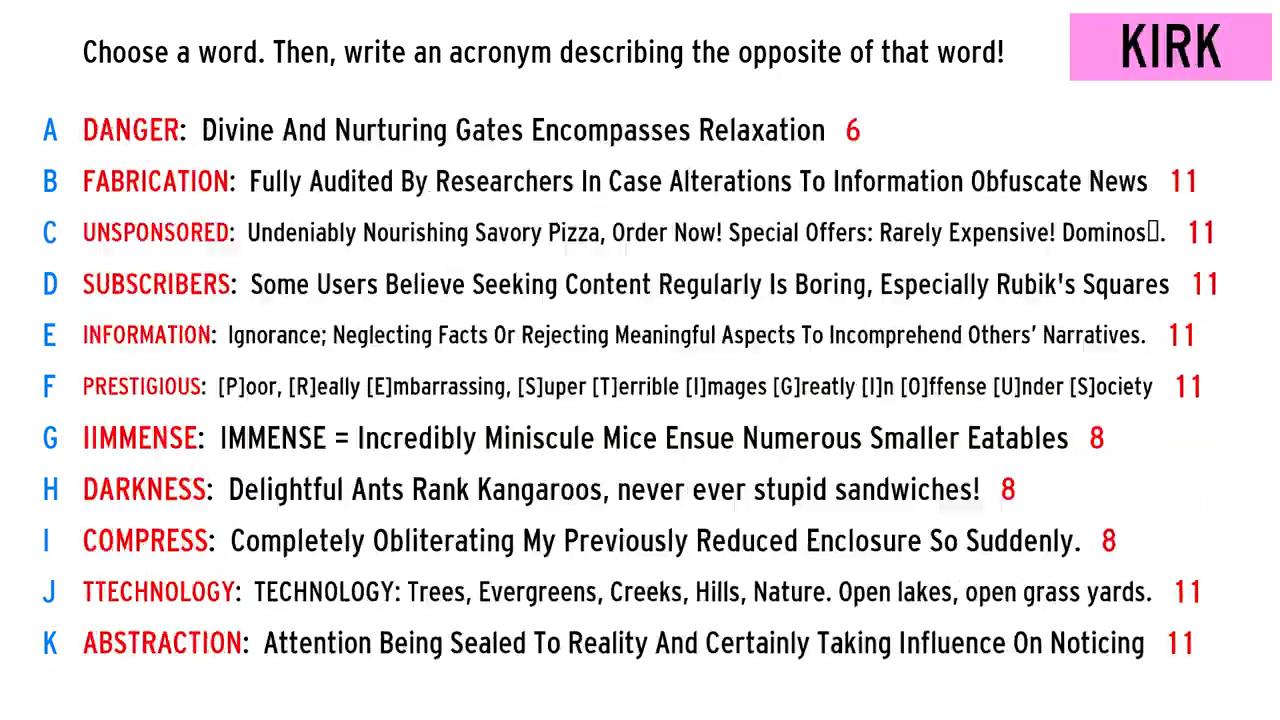 Choose a word. Then, write an acronym describing the opposite of that word!
KIRK
A DANGER: Divine And Nurturing Gates Encompasses Relaxation 6
B FABRICATION: Fully Audited By Researchers In Case Alterations To Information Obfuscate News 11
C UNSPONSORED: Undeniably Nourishing Savory Pizza, Order Now! Special Offers: Rarely Expensive! Dominos▯. 11
D SUBSCRIBERS: Some Users Believe Seeking Content Regularly Is Boring, Especially Rubik's Squares 11
E INFORMATION: Ignorance; Neglecting Facts Or Rejecting Meaningful Aspects To Incomprehend Others’ Narratives. 11
F PRESTIGIOUS: [P]oor, [R]eally [E]mbarrassing, [S]uper [T]errible [I]mages [G]reatly [I]n [O]ffense [U]nder [S]ociety 11
G IIMMENSE: IMMENSE = Incredibly Miniscule Mice Ensue Numerous Smaller Eatables 8
H DARKNESS: Delightful Ants Rank Kangaroos, never ever stupid sandwiches! 8
I COMPRESS: Completely Obliterating My Previously Reduced Enclosure So Suddenly. 8
J TTECHNOLOGY: TECHNOLOGY: Trees, Evergreens, Creeks, Hills, Nature. Open lakes, open grass yards. 11
K ABSTRACTION: Attention Being Sealed To Reality And Certainly Taking Influence On Noticing 11